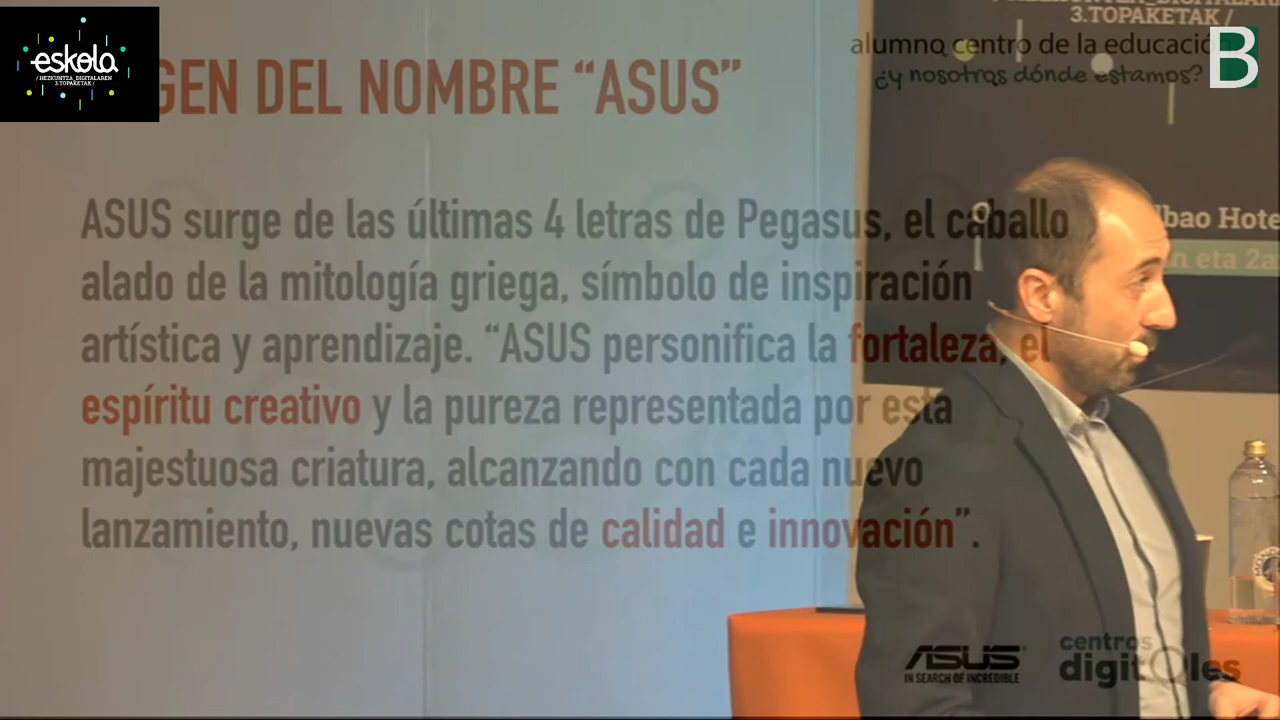 eskola
/ HEZKUNTZA_DIGITALAREN
3.TOPAKETAK /
3.TOPAKETAK /
alumno centro de la educación
¿y nosotros dónde estamos?
B
GEN DEL NOMBRE “ASUS”
ASUS surge de las últimas 4 letras de Pegasus, el caballo
alado de la mitología griega, símbolo de inspiración
artística y aprendizaje. “ASUS personifica la fortaleza, el
espíritu creativo y la pureza representada por esta
majestuosa criatura, alcanzando con cada nuevo
lanzamiento, nuevas cotas de calidad e innovación”.
lbao Hote
n eta 2a
ASUS
IN SEARCH OF INCREDIBLE
centros
digitales